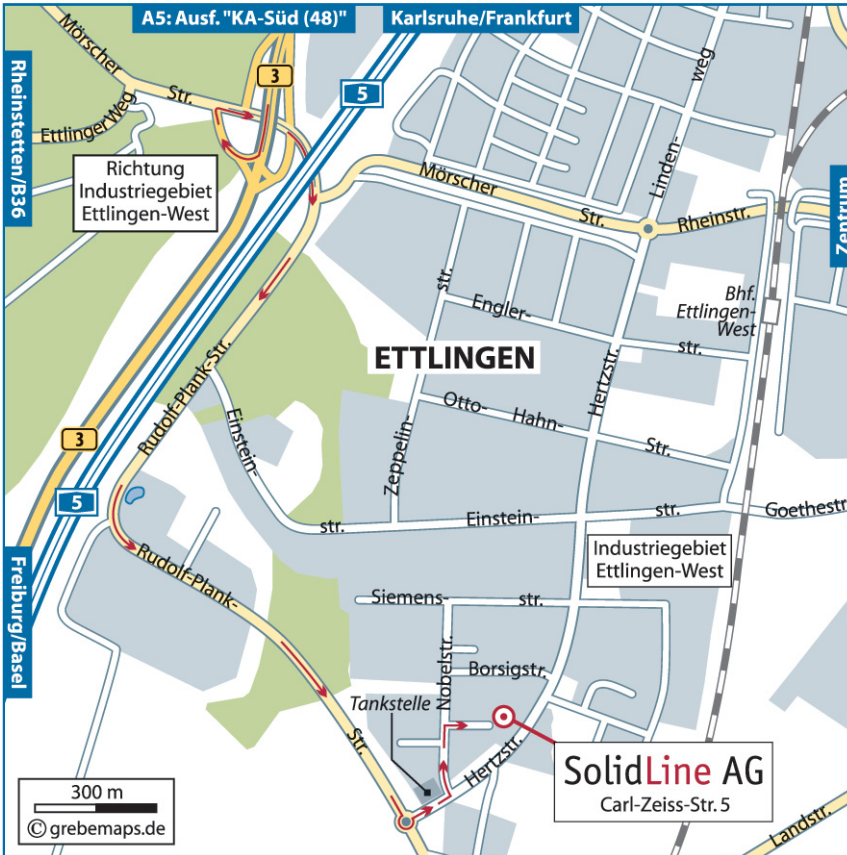 A5: Ausf. "KA-Süd (48)"
Karlsruhe/Frankfurt
Mörscher
Str.
3
5
Rheinstetten/B36
EttlingerWeg
Richtung
Industriegebiet
Ettlingen-West
Linden-
weg
Mörscher
Str.
Rheinstr.
Zentrum
Bhf.
Ettlingen-
West
str.
Engler-
str.
ETTLINGEN
Hertzstr.
Rudolf-Plank-Str.
Einstein-
Otto-
Hahn-
Str.
Zeppelin-
3
5
str.
Einstein-
str.
Goethestr
Industriegebiet
Ettlingen-West
Freiburg/Basel
Rudolf-Plank-
Str.
Siemens-
str.
Nobelstr.
Borsigstr.
Tankstelle
Hertzstr.
SolidLine AG
Carl-Zeiss-Str. 5
Landstr.
300 m
© grebemaps.de